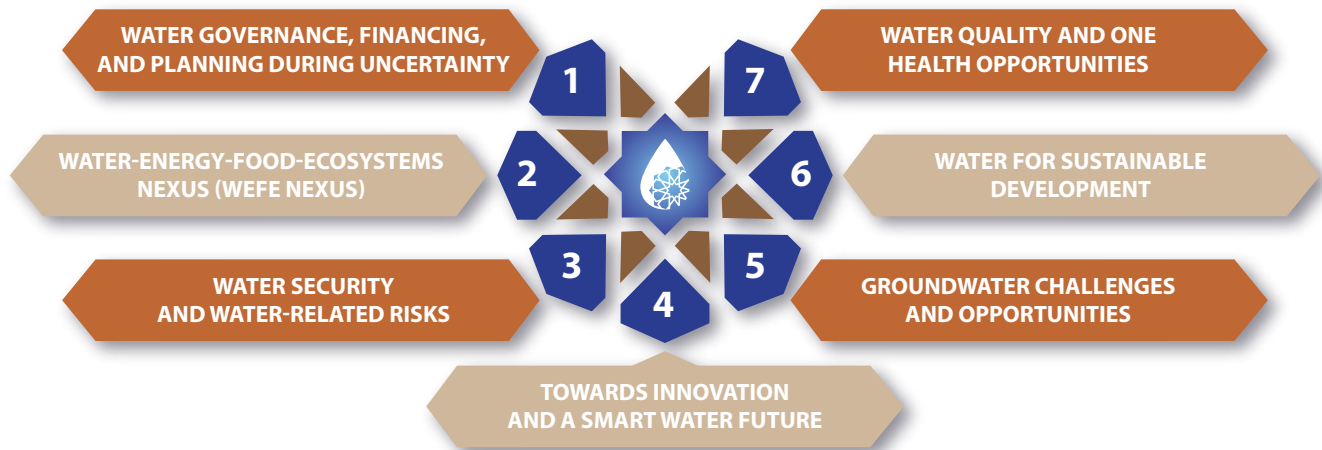 WATER GOVERNANCE, FINANCING,
AND PLANNING DURING UNCERTAINTY
1
WATER-ENERGY-FOOD-ECOSYSTEMS
NEXUS (WEFE NEXUS)
2
WATER SECURITY
AND WATER-RELATED RISKS
3
TOWARDS INNOVATION
AND A SMART WATER FUTURE
4
GROUNDWATER CHALLENGES
AND OPPORTUNITIES
5
WATER FOR SUSTAINABLE
DEVELOPMENT
6
WATER QUALITY AND ONE
HEALTH OPPORTUNITIES
7